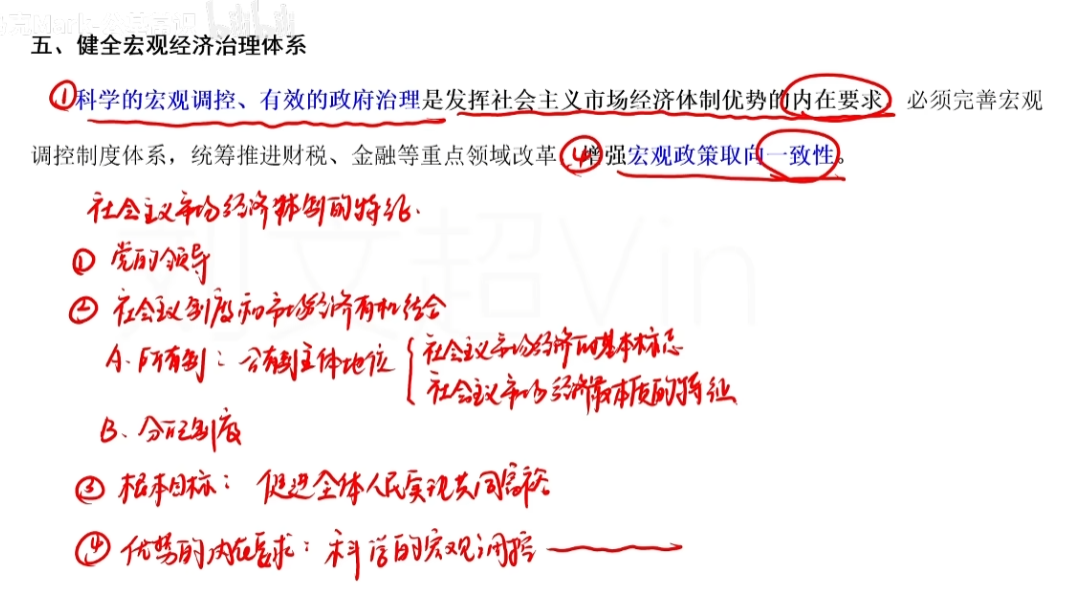 五、健全宏观经济治理体系
①科学的宏观调控、有效的政府治理是发挥社会主义市场经济体制优势的内在要求 必须完善宏观
调控制度体系，统筹推进财税、金融等重点领域改革 ④增强宏观政策取向一致性。
社会主义市场经济体制的特征.
① 党的领导
② 社会主义制度和市场经济有机结合
A. 所有制：公有制主体地位
社会主义市场经济的基本标志
社会主义市场经济最本质的特征
B、分配制度
③ 根本目标：促进全体人民实现共同富裕
④ 优势的内在要求：科学的宏观调控
刘文超Vin
bilibili